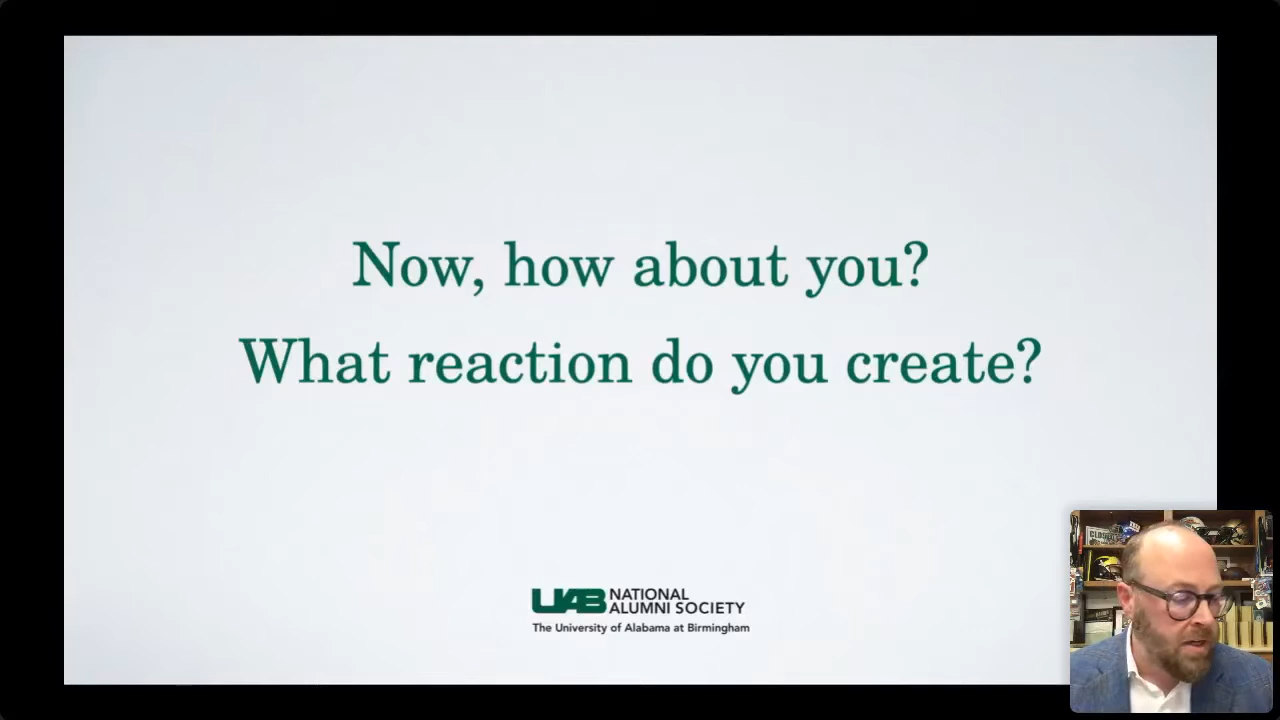 Now, how about you?
What reaction do you create?
UAB NATIONAL
ALUMNI SOCIETY
The University of Alabama at Birmingham